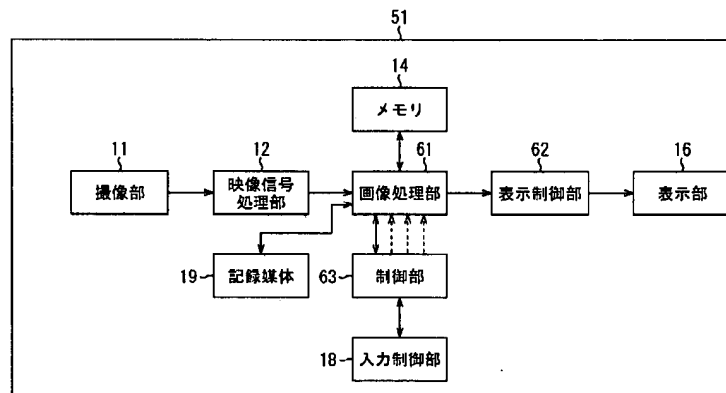 51
14
メモリ
11
12
61
62
16
撮像部
映像信号
処理部
画像処理部
表示制御部
表示部
19
記録媒体
63
制御部
18
入力制御部